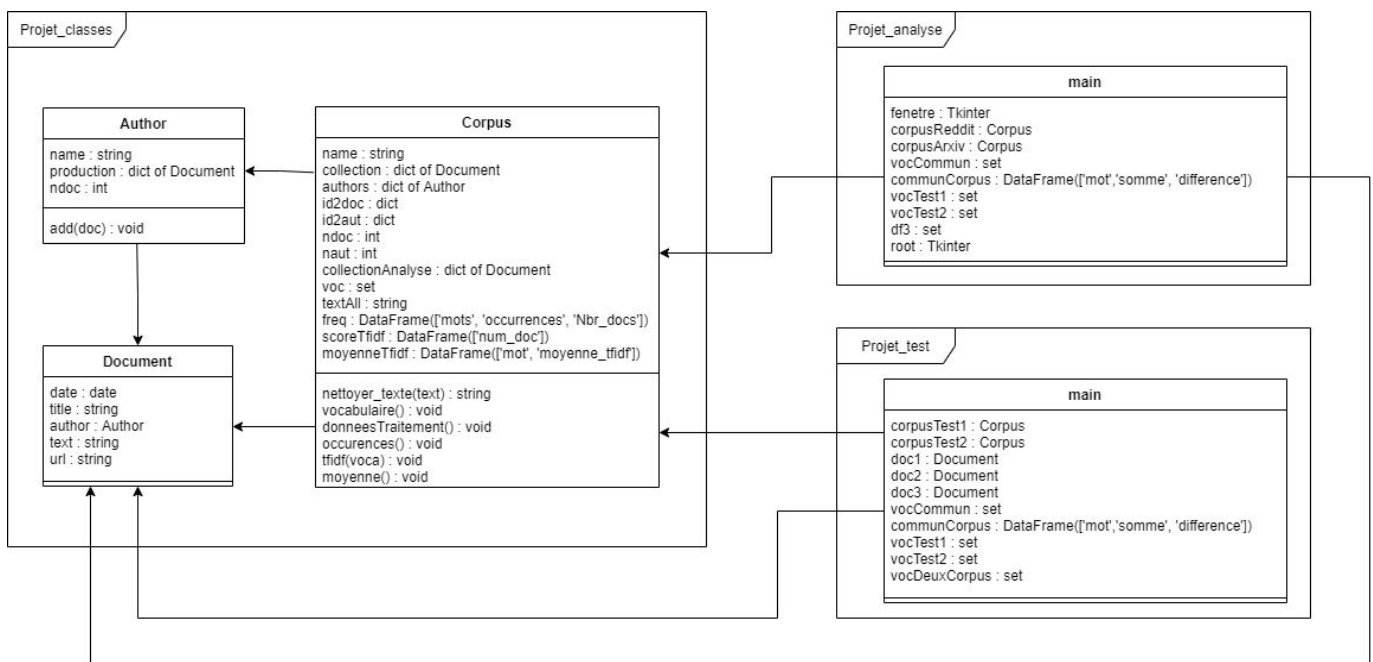 Projet_classes
Author
name : string
production : dict of Document
ndoc : int
add(doc) : void
Corpus
name : string
collection : dict of Document
authors : dict of Author
id2doc : dict
id2aut : dict
ndoc : int
naut : int
collectionAnalyse : dict of Document
voc : set
textAll : string
freq : DataFrame(['mots', 'occurrences', 'Nbr_docs'])
scoreTfidf : DataFrame(['num_doc'])
moyenneTfidf : DataFrame(['mot', 'moyenne_tfidf'])
nettoyer_texte(text) : string
vocabulaire() : void
donneesTraitement() : void
occurences() : void
tfidf(voca) : void
moyenne() : void
Document
date : date
title : string
author : Author
text : string
url : string
Projet_analyse
main
fenetre : Tkinter
corpusReddit : Corpus
corpusArxiv : Corpus
vocCommun : set
communCorpus : DataFrame(['mot','somme', 'difference'])
vocTest1 : set
vocTest2 : set
df3 : set
root : Tkinter
Projet_test
main
corpusTest1 : Corpus
corpusTest2 : Corpus
doc1 : Document
doc2 : Document
doc3 : Document
vocCommun : set
communCorpus : DataFrame(['mot','somme', 'difference'])
vocTest1 : set
vocTest2 : set
vocDeuxCorpus : set